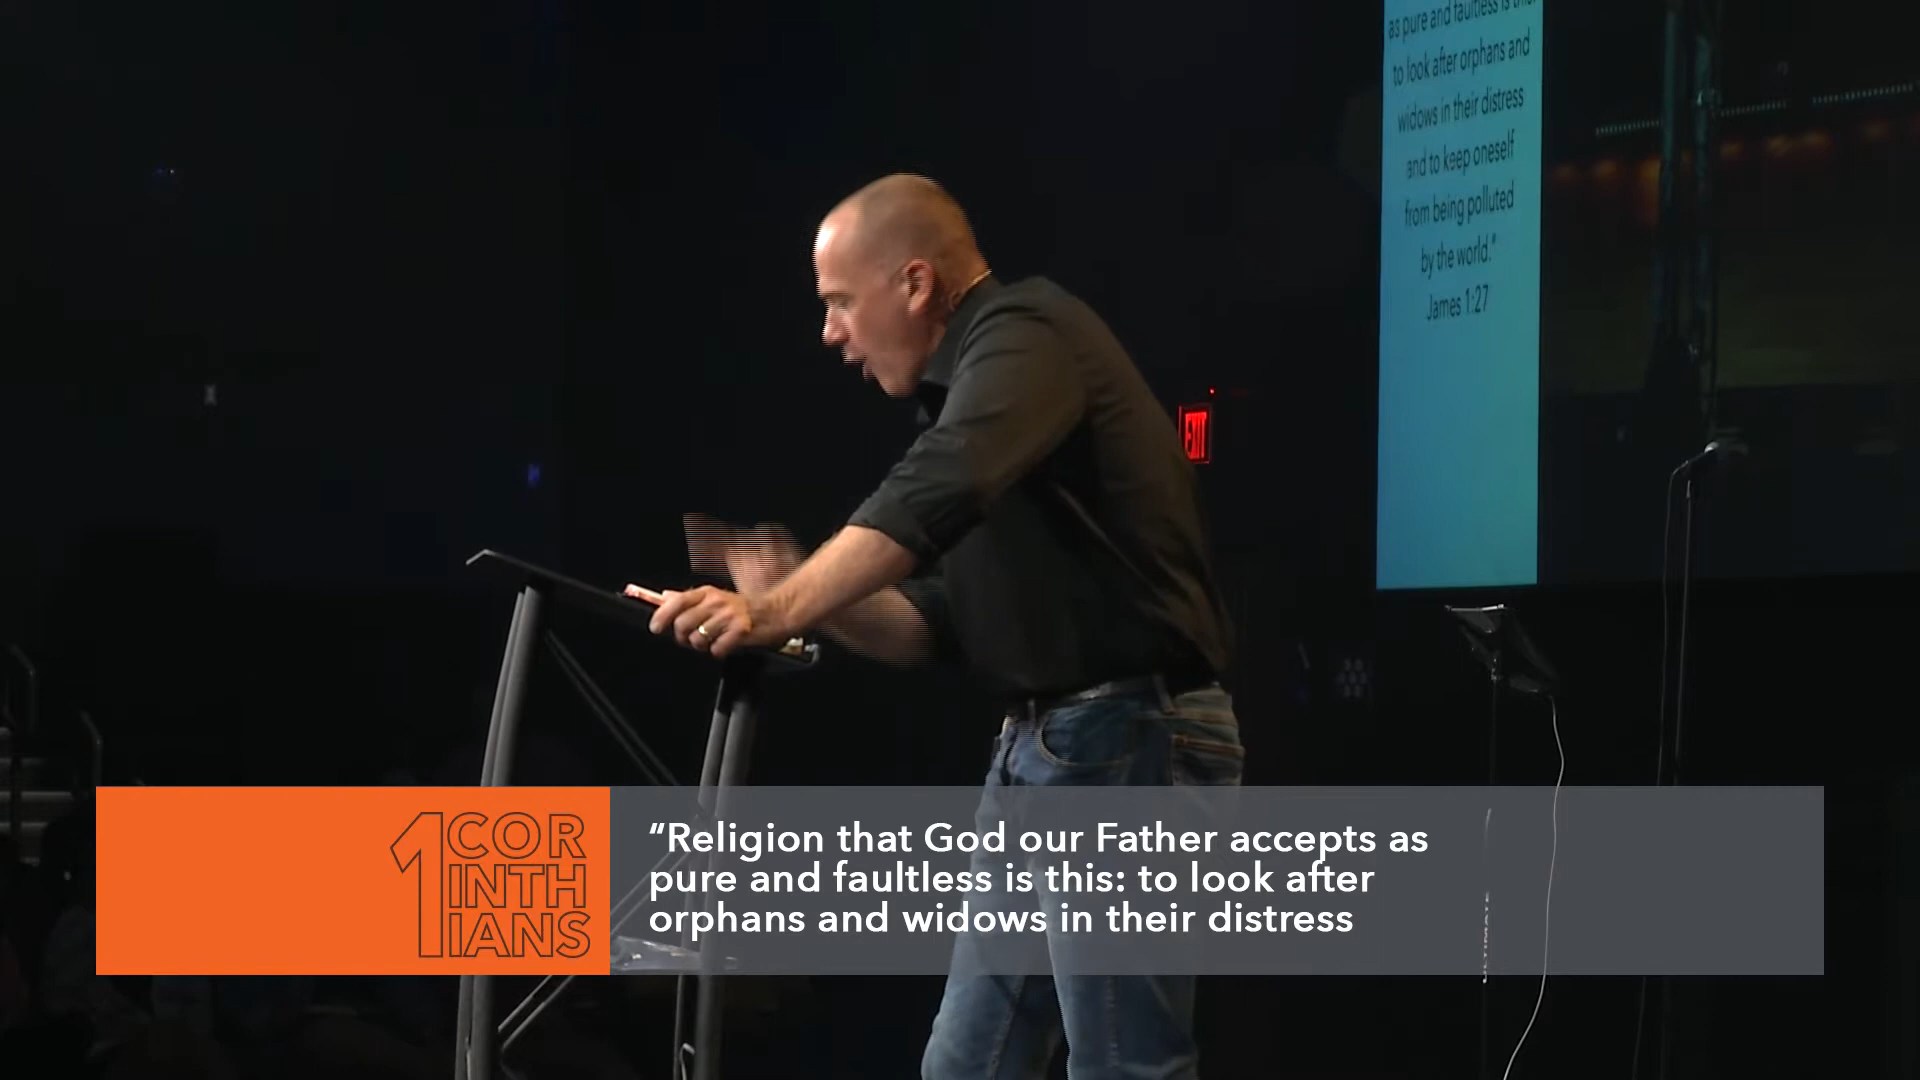 as pure and faultless is this:
to look after orphans and
widows in their distress
and to keep oneself
from being polluted
by the world."
James 1:27
EXIT
1 COR
INTH
IANS
“Religion that God our Father accepts as
pure and faultless is this: to look after
orphans and widows in their distress
ULTIMATE